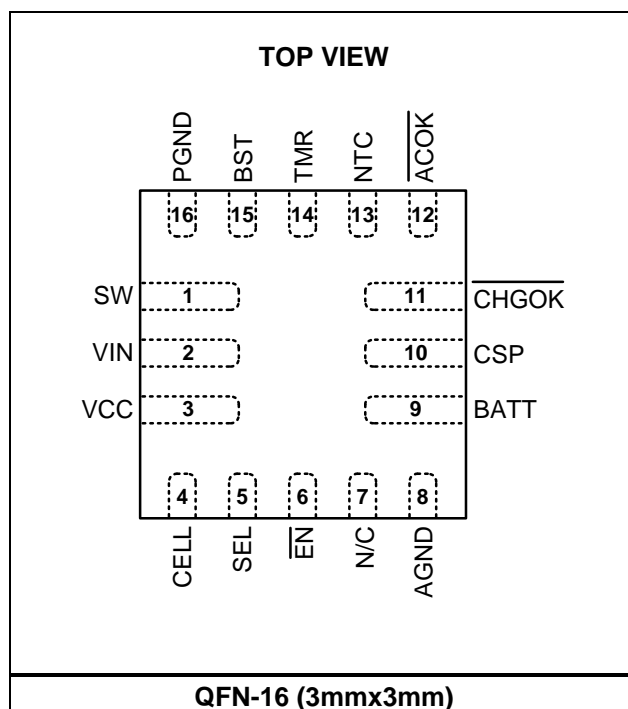 TOP VIEW
PGND BST TMR NTC ACOK
16 15 14 13 12
SW 1 11 CHGOK
VIN 2 10 CSP
VCC 3 9 BATT
4 5 6 7 8
CELL SEL EN N/C AGND
QFN-16 (3mmx3mm)